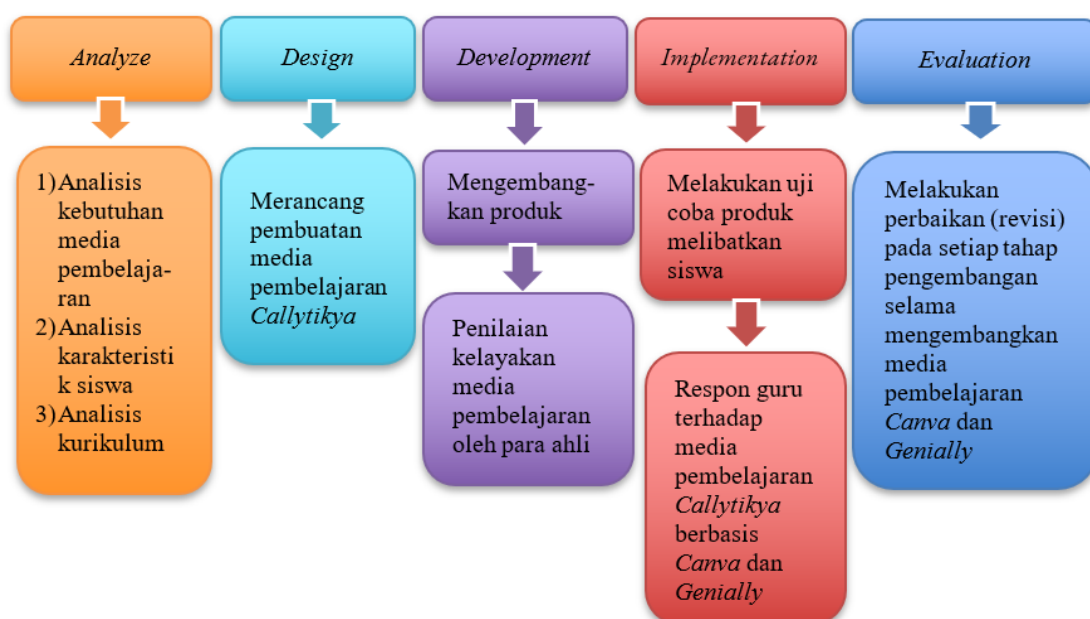 Analyze
Design
Development
Implementation
Evaluation
1) Analisis
kebutuhan
media
pembelaja-
ran
2) Analisis
karakteristi
k siswa
3) Analisis
kurikulum
Merancang
pembuatan
media
pembelajaran
Callytikya
Mengembang-
kan produk
Penilaian
kelayakan
media
pembelajaran
oleh para ahli
Melakukan uji
coba produk
melibatkan
siswa
Respon guru
terhadap
media
pembelajaran
Callytikya
berbasis
Canva dan
Genially
Melakukan
perbaikan (revisi)
pada setiap tahap
pengembangan
selama
mengembangkan
media
pembelajaran
Canva dan
Genially